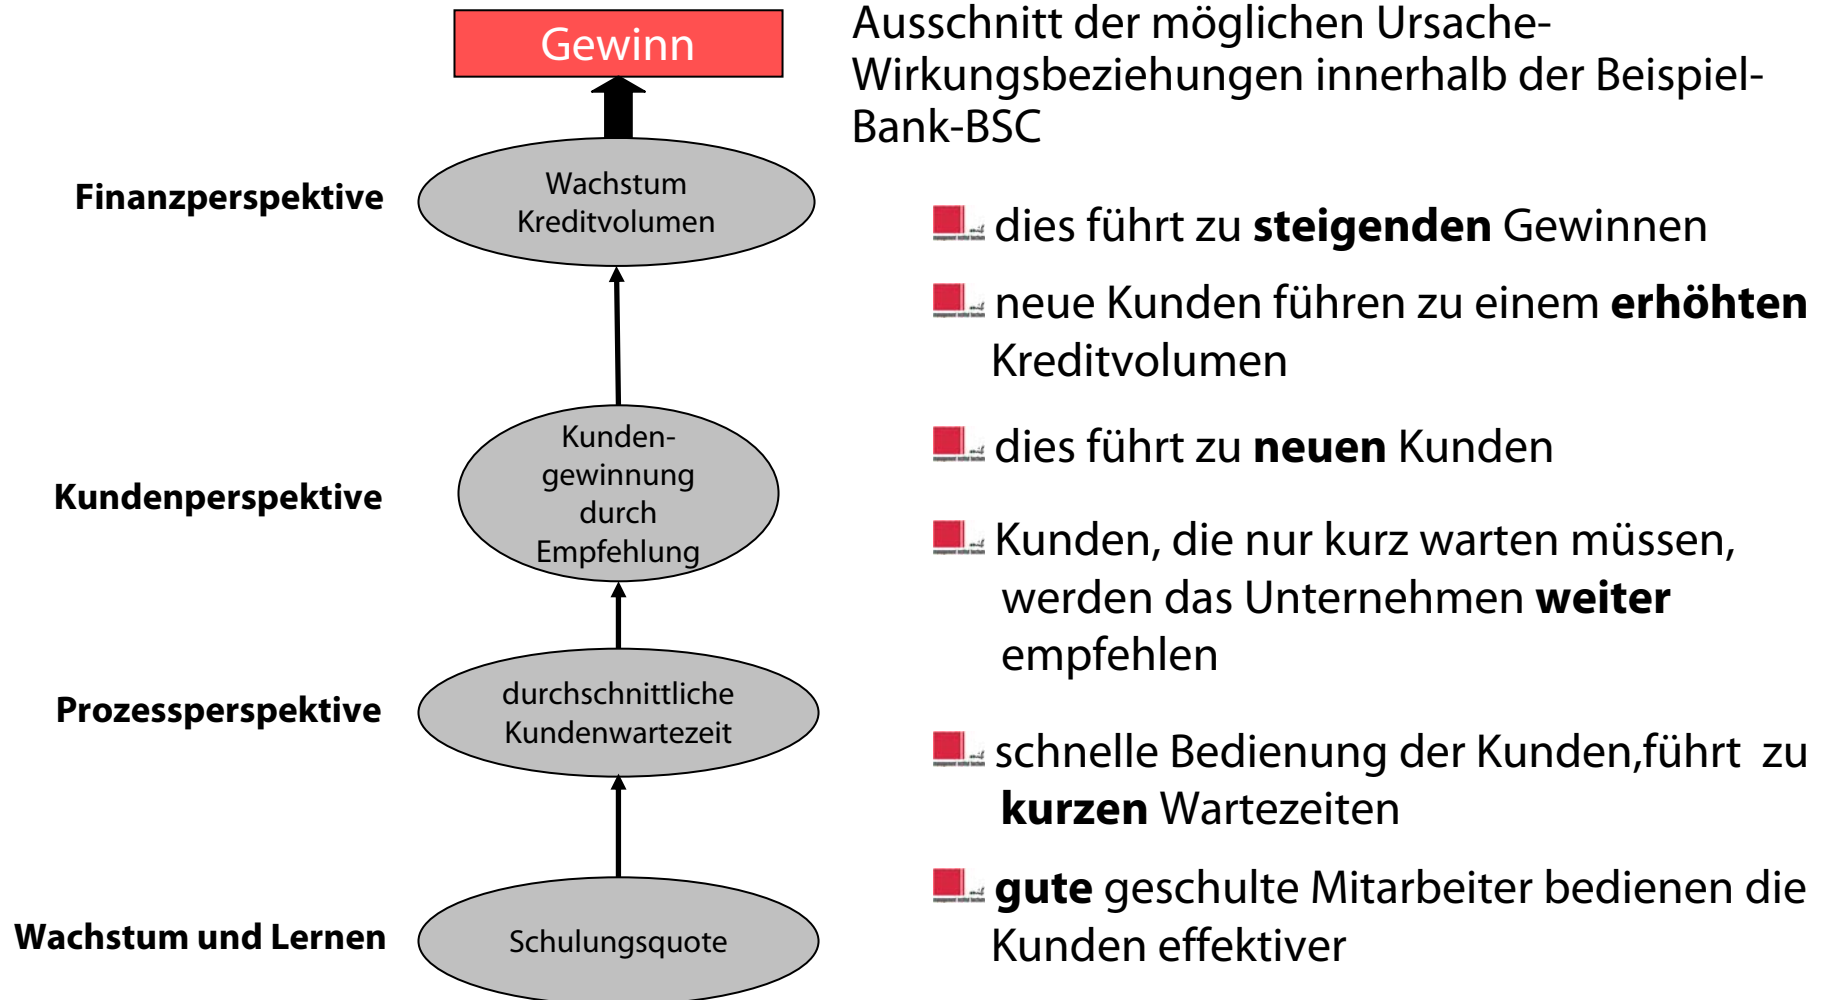 Gewinn
Ausschnitt der möglichen Ursache-
Wirkungsbeziehungen innerhalb der Beispiel-
Bank-BSC
Finanzperspektive
Wachstum
Kreditvolumen
Kundenperspektive
Kunden-
gewinnung
durch
Empfehlung
Prozessperspektive
durchschnittliche
Kundenwartezeit
Wachstum und Lernen
Schulungsquote
dies führt zu steigenden Gewinnen
neue Kunden führen zu einem erhöhten
Kreditvolumen
dies führt zu neuen Kunden
Kunden, die nur kurz warten müssen,
werden das Unternehmen weiter
empfehlen
schnelle Bedienung der Kunden,führt zu
kurzen Wartezeiten
gute geschulte Mitarbeiter bedienen die
Kunden effektiver